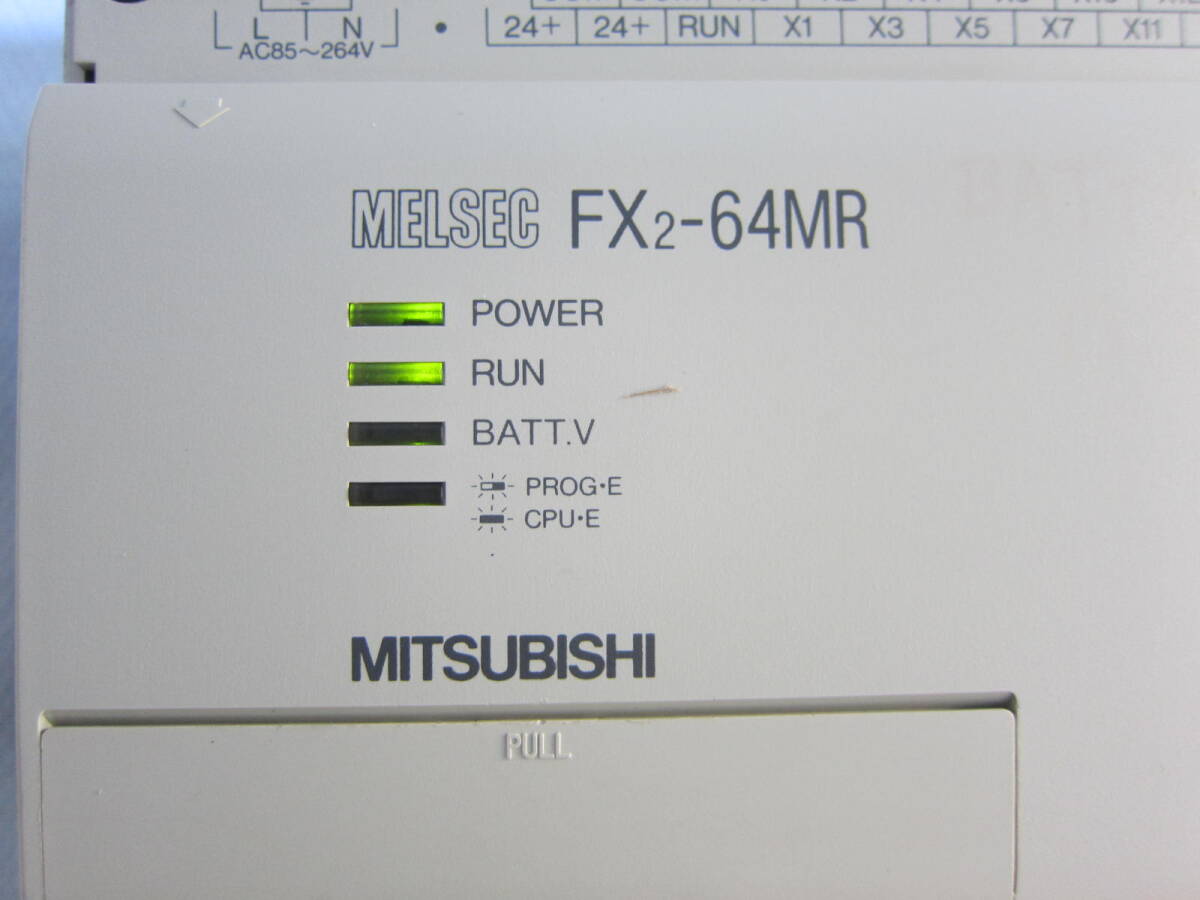 L N
AC85～264V
• 24+ 24+ RUN X1 X3 X5 X7 X11
MELSEC FX2-64MR
POWER
RUN
BATT.V
PROG•E
CPU•E
MITSUBISHI
PULL